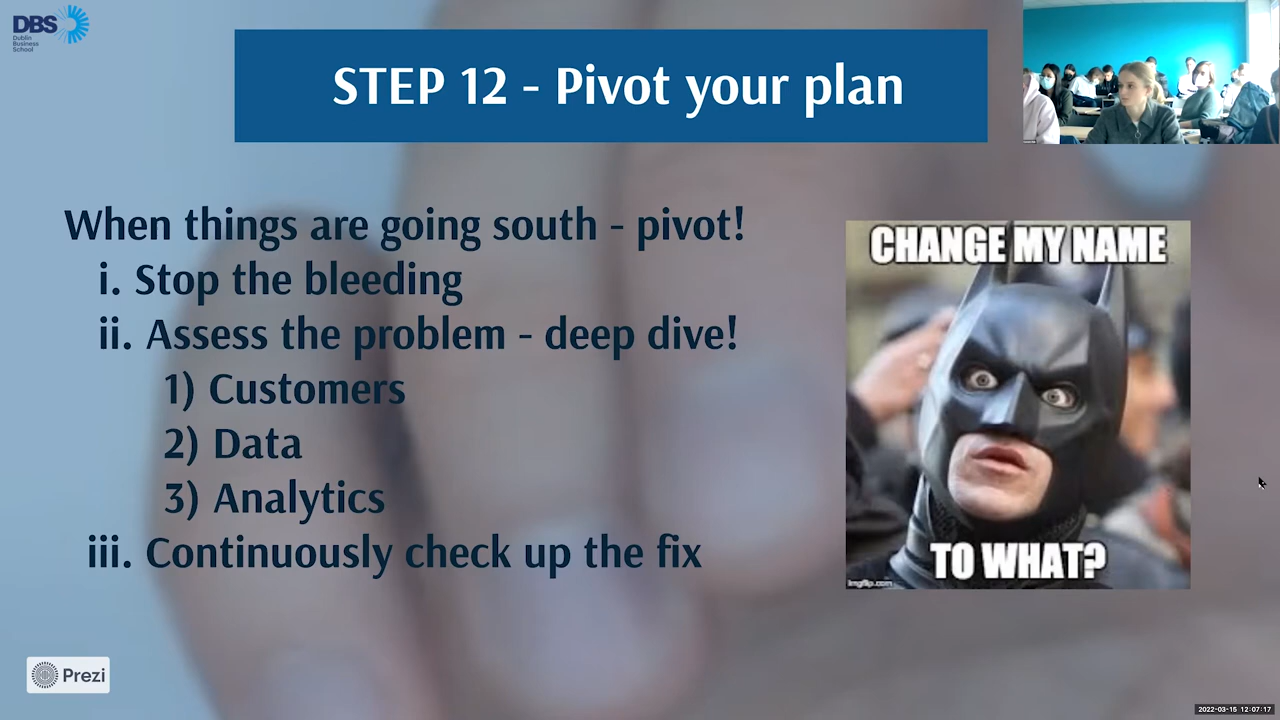 DBS
Dublin
Business
School
STEP 12 - Pivot your plan
When things are going south - pivot!
i. Stop the bleeding
ii. Assess the problem - deep dive!
1) Customers
2) Data
3) Analytics
iii. Continuously check up the fix
CHANGE MY NAME
TO WHAT?
imgflip.com
Prezi
2022-03-15 12:07:17